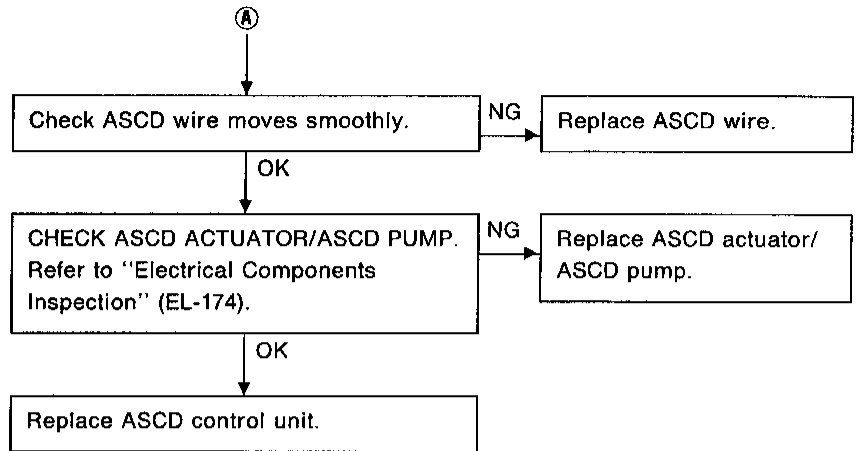 A
Check ASCD wire moves smoothly.
NG
Replace ASCD wire.
OK
CHECK ASCD ACTUATOR/ASCD PUMP.
Refer to "Electrical Components
Inspection" (EL-174).
NG
Replace ASCD actuator/
ASCD pump.
OK
Replace ASCD control unit.